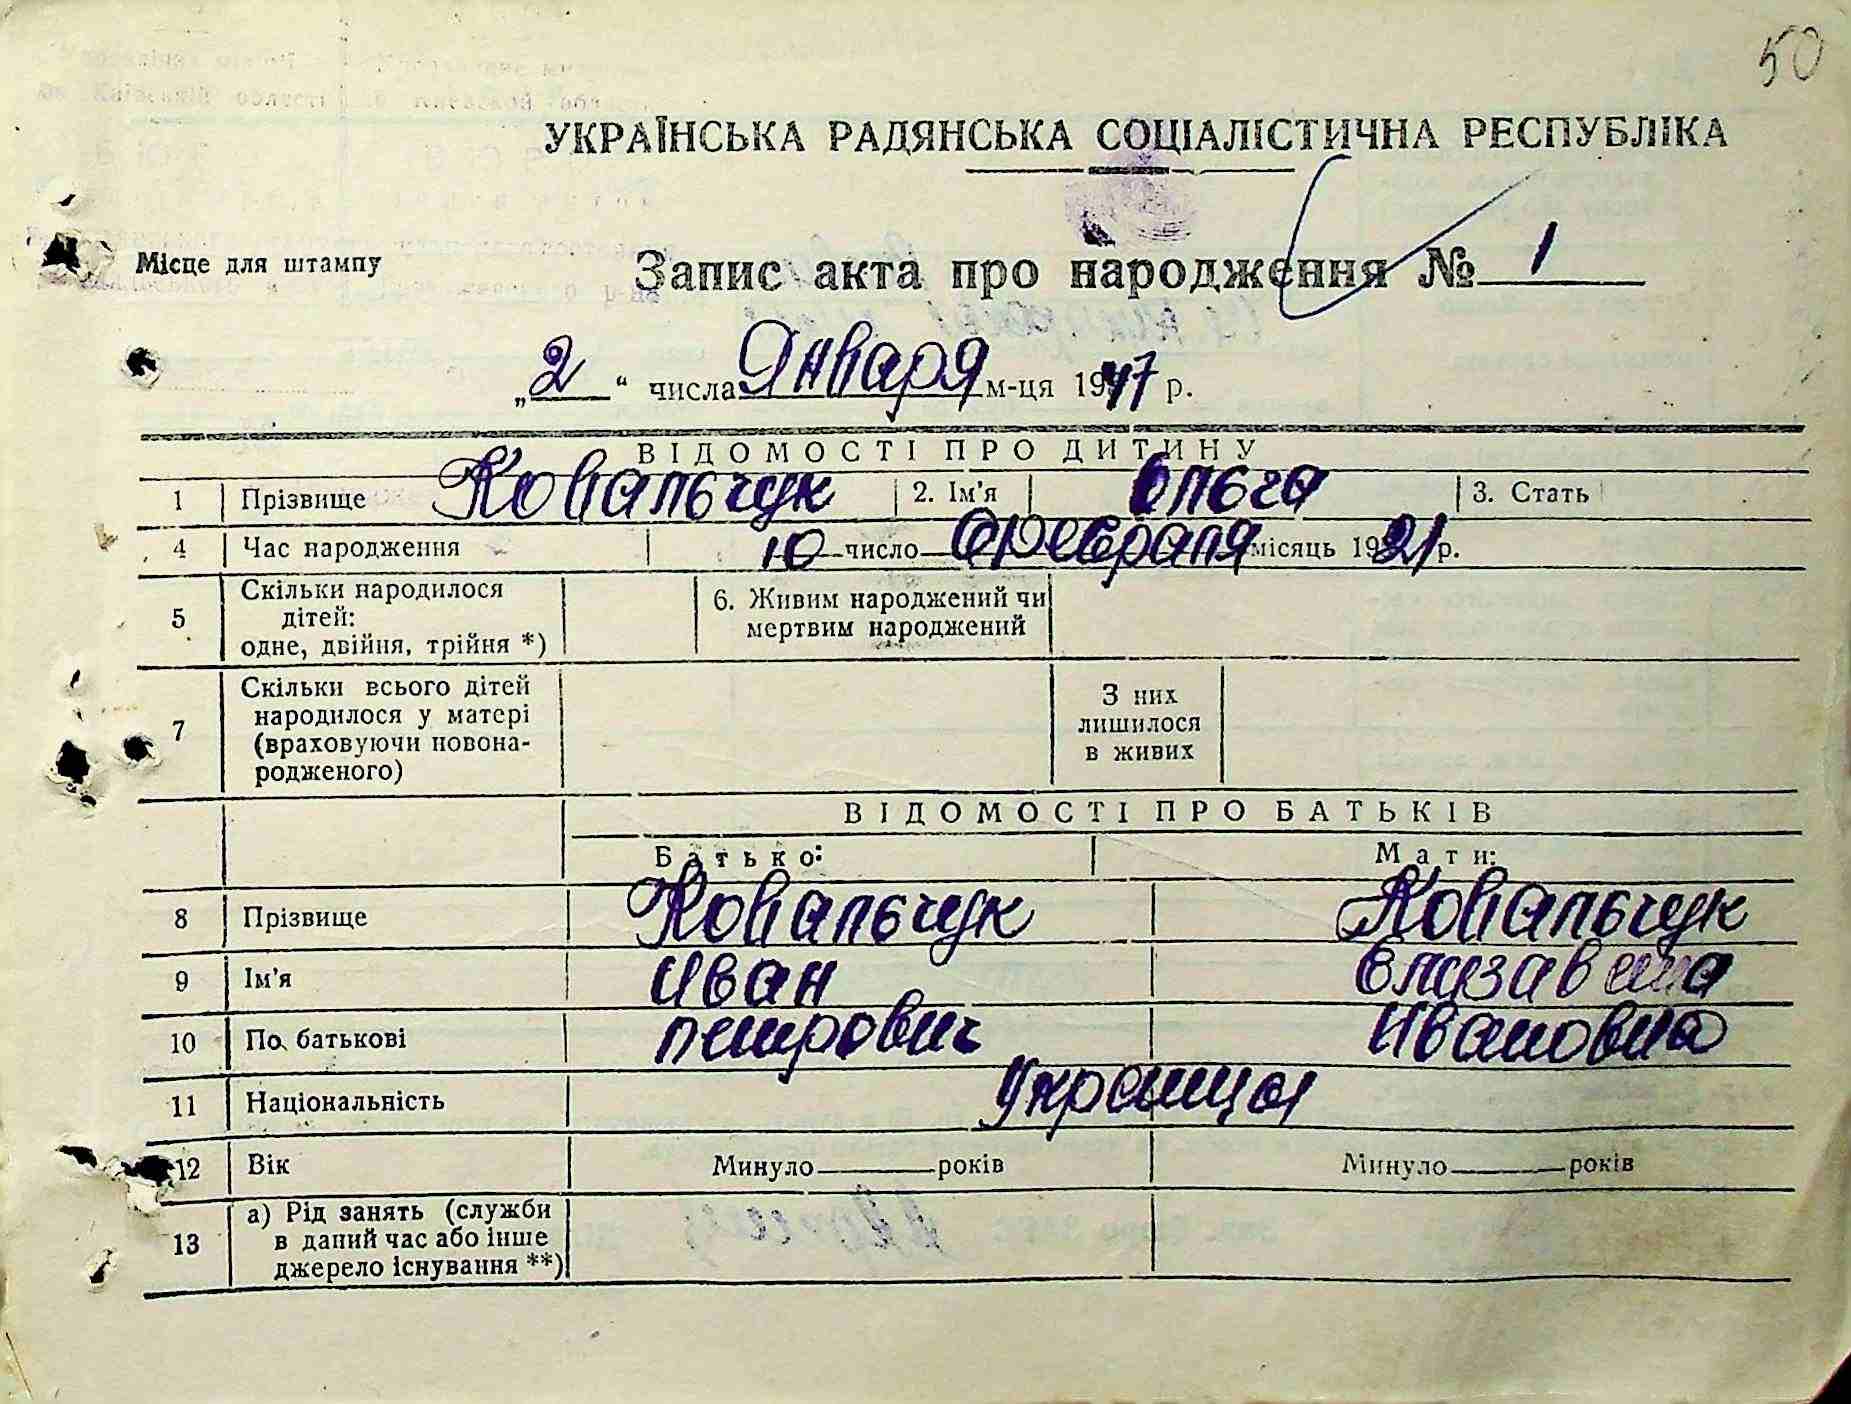 50
УКРАЇНСЬКА РАДЯНСЬКА СОЦІАЛІСТИЧНА РЕСПУБЛІКА
Місце для штампу
Запис акта про народження № 1
„2“ числа Января м-ця 1947 р.
ВІДОМОСТІ ПРО ДИТИНУ
1 Прізвище Ковальчук 2. Ім'я Ольга 3. Стать
4 Час народження 10 число Февраля місяць 1921 р.
5 Скільки народилося дітей: одне, двійня, трійня *) 6. Живим народжений чи мертвим народжений
7 Скільки всього дітей народилося у матері (враховуючи новонародженого) З них лишилося в живих
ВІДОМОСТІ ПРО БАТЬКІВ
Батько: Мати:
8 Прізвище Ковальчук Ковальчук
9 Ім'я Иван Елизавета
10 По батькові Петрович Ивановна
11 Національність Украинцы
12 Вік Минуло років Минуло років
13 а) Рід занять (служби в даний час або інше джерело існування **)